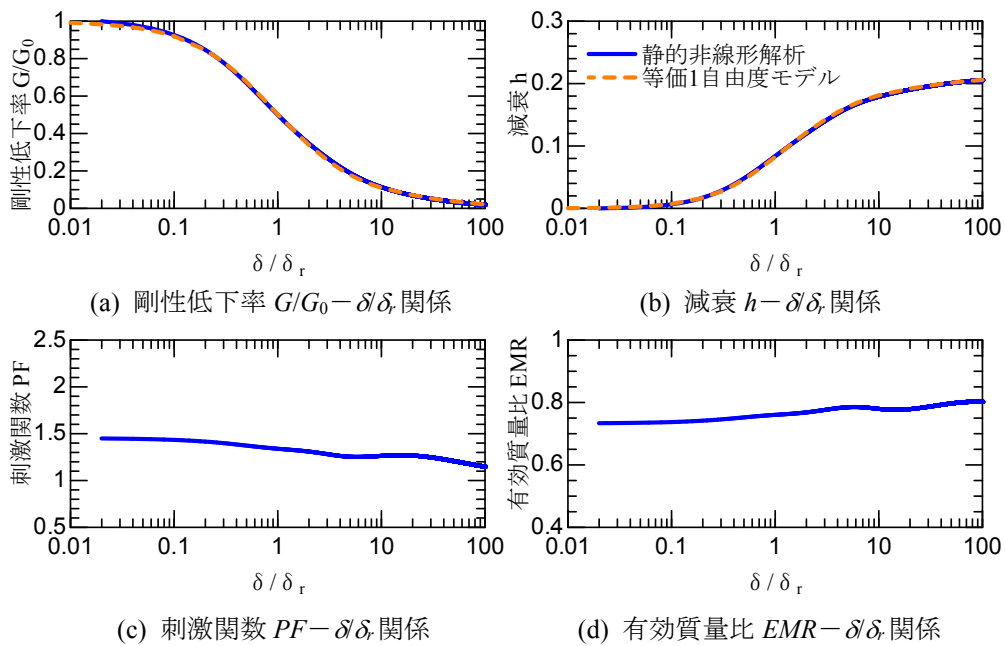 剛性低下率 G/G0
1
0.8
0.6
0.4
0.2
0
0.01 0.1 1 10 100
δ / δ r
(a) 剛性低下率 G/G0－δ/δr 関係
減衰 h
0.3
0.2
0.1
0
0.01 0.1 1 10 100
静的非線形解析
等価1自由度モデル
δ / δ r
(b) 減衰 h－δ/δr 関係
刺激関数 PF
2.5
2
1.5
1
0.5
0.01 0.1 1 10 100
δ / δ r
(c) 刺激関数 PF－δ/δr 関係
有効質量比 EMR
1
0.8
0.6
0.4
0.01 0.1 1 10 100
δ / δ r
(d) 有効質量比 EMR－δ/δr 関係